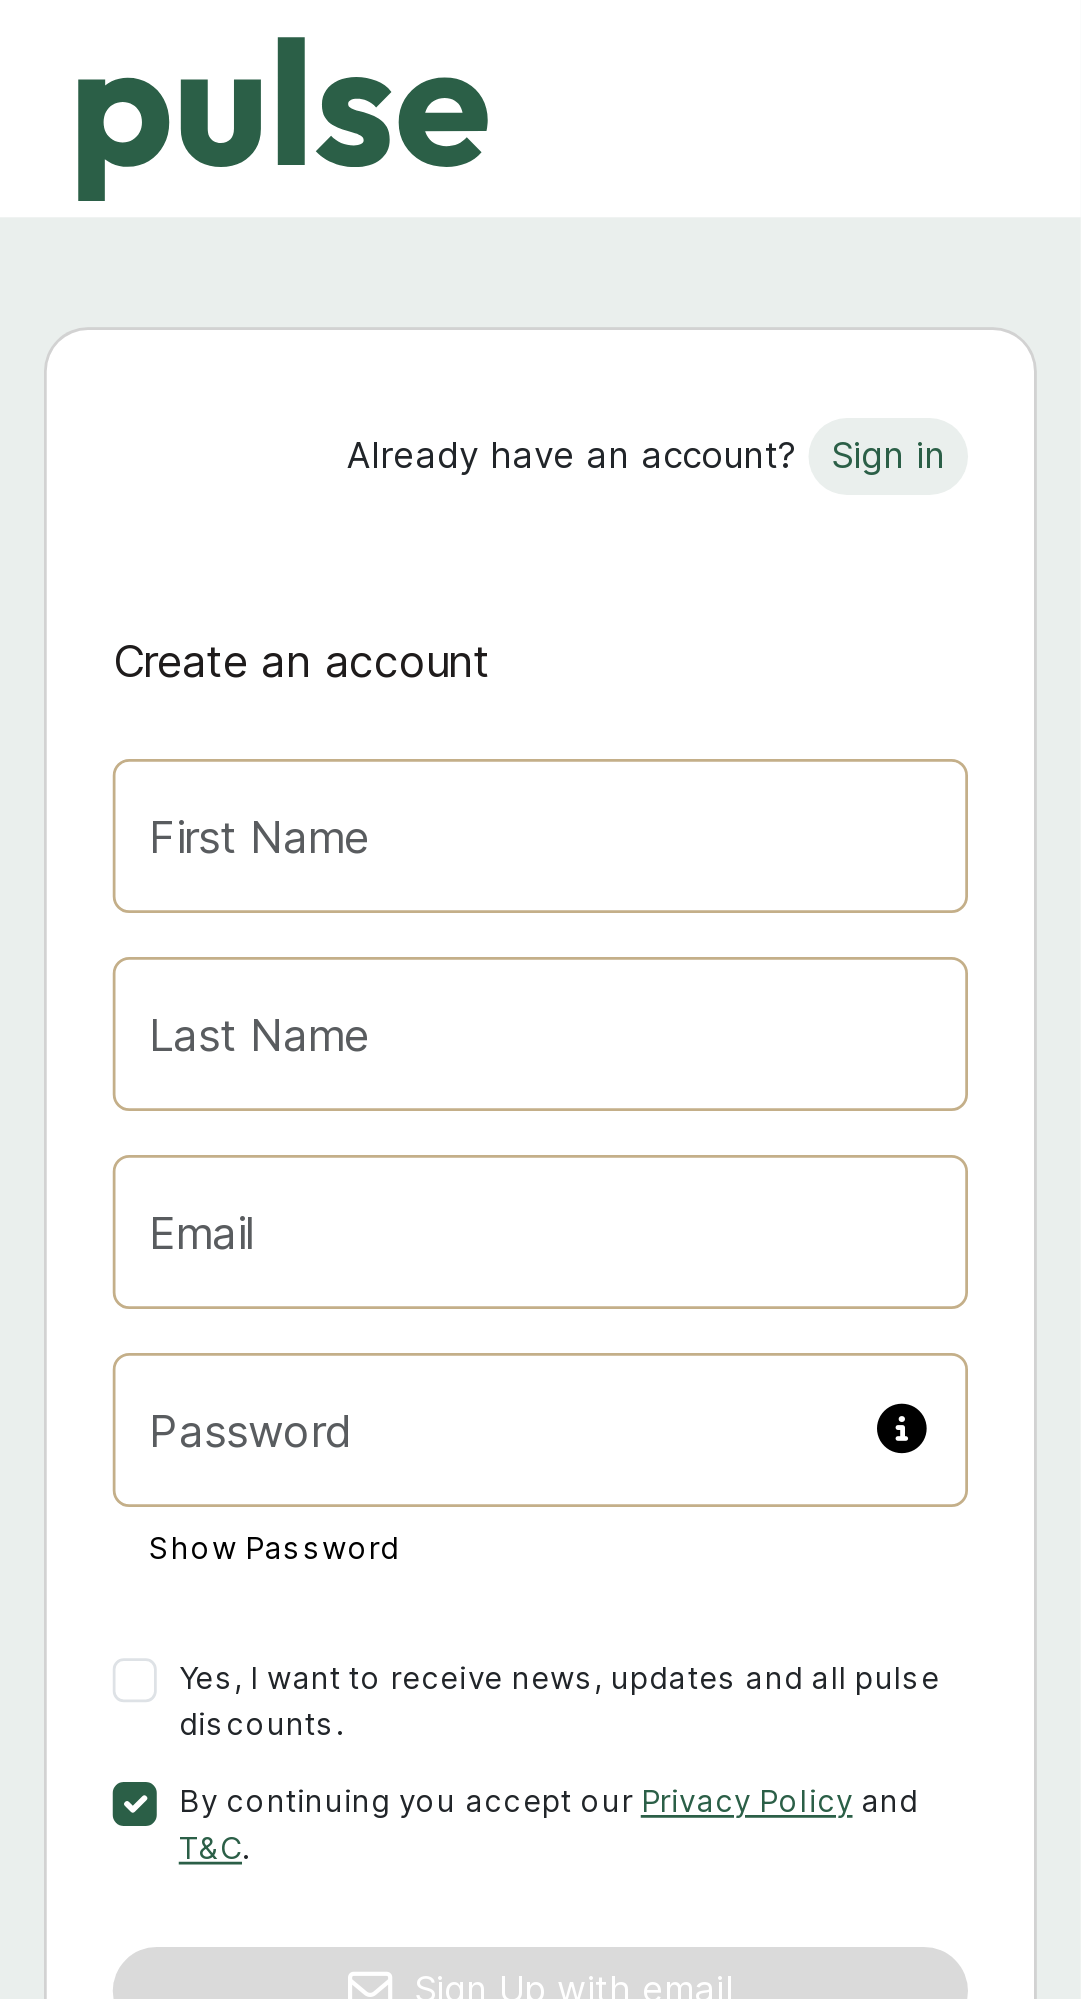 pulse
Already have an account? Sign in
Create an account
First Name
Last Name
Email
Password
Show Password
Yes, I want to receive news, updates and all pulse
discounts.
By continuing you accept our Privacy Policy and
T&C.
Sign Up with email